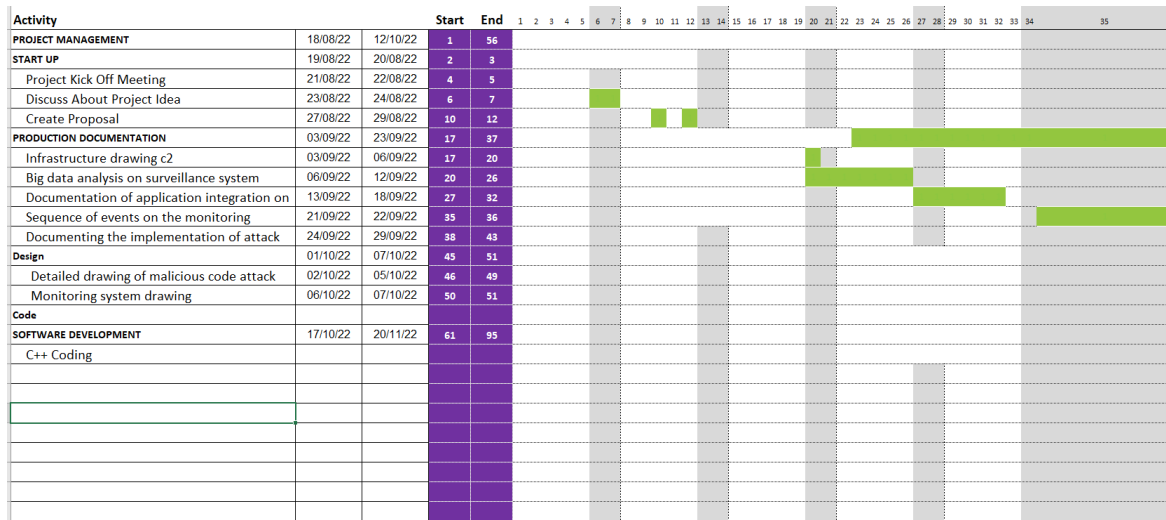 Activity Start End 1 2 3 4 5 6 7 8 9 10 11 12 13 14 15 16 17 18 19 20 21 22 23 24 25 26 27 28 29 30 31 32 33 34 35
PROJECT MANAGEMENT 18/08/22 12/10/22 1 56
START UP 19/08/22 20/08/22 2 3
Project Kick Off Meeting 21/08/22 22/08/22 4 5
Discuss About Project Idea 23/08/22 24/08/22 6 7
Create Proposal 27/08/22 29/08/22 10 12
PRODUCTION DOCUMENTATION 03/09/22 23/09/22 17 37
Infrastructure drawing c2 03/09/22 06/09/22 17 20
Big data analysis on surveillance system 06/09/22 12/09/22 20 26
Documentation of application integration on 13/09/22 18/09/22 27 32
Sequence of events on the monitoring 21/09/22 22/09/22 35 36
Documenting the implementation of attack 24/09/22 29/09/22 38 43
Design 01/10/22 07/10/22 45 51
Detailed drawing of malicious code attack 02/10/22 05/10/22 46 49
Monitoring system drawing 06/10/22 07/10/22 50 51
Code
SOFTWARE DEVELOPMENT 17/10/22 20/11/22 61 95
C++ Coding